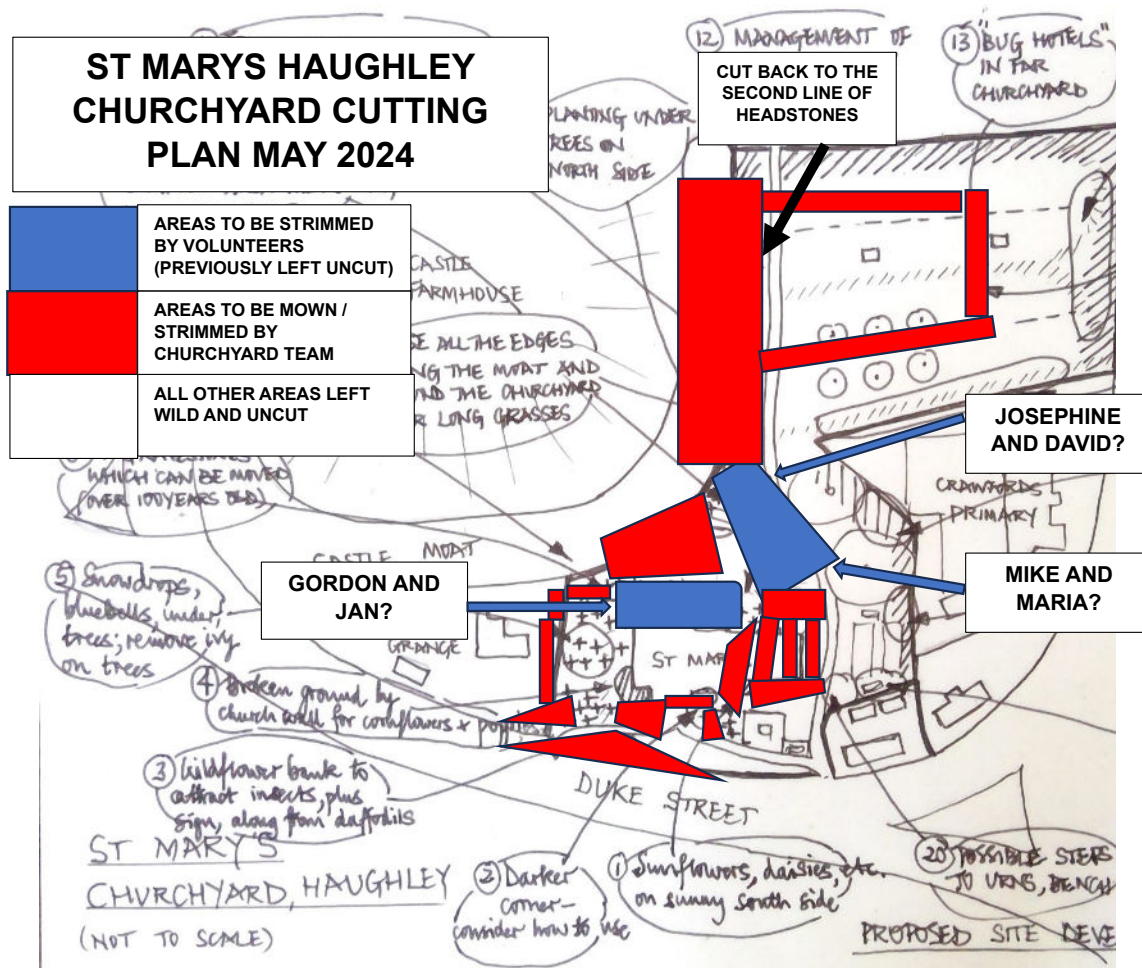 ST MARYS HAUGHLEY
CHURCHYARD CUTTING
PLAN MAY 2024
AREAS TO BE STRIMMED
BY VOLUNTEERS
(PREVIOUSLY LEFT UNCUT)
AREAS TO BE MOWN /
STRIMMED BY
CHURCHYARD TEAM
ALL OTHER AREAS LEFT
WILD AND UNCUT
12 MANAGEMENT OF
CUT BACK TO THE
SECOND LINE OF
HEADSTONES
13 "BUG HOTELS"
IN FAR
CHURCHYARD
PLANTING UNDER
TREES ON
NORTH SIDE
CASTLE
FARMHOUSE
ALL THE EDGES
THE MOAT AND
THE CHURCHYARD
LONG GRASSES
WHICH CAN BE MOVED
(OVER 100 YEARS OLD)
JOSEPHINE
AND DAVID?
CRAWFORDS
PRIMARY
CASTLE MOAT
GORDON AND
JAN?
MIKE AND
MARIA?
5 Snowdrops,
bluebells, under
trees; remove ivy
on trees
GRANGE
ST MAR
4 Broken ground by
church wall for cornflowers +
3 Wildflower bank to
attract insects, plus
sign, along from daffodils
DUKE STREET
ST MARY'S
CHURCHYARD, HAUGHLEY
(NOT TO SCALE)
2 Darker
corner-
consider how to use
1 Sunflowers, daisies, etc.
on sunny south side
20 POSSIBLE STEPS
TO URNS, BENCH
PROPOSED SITE DEVE